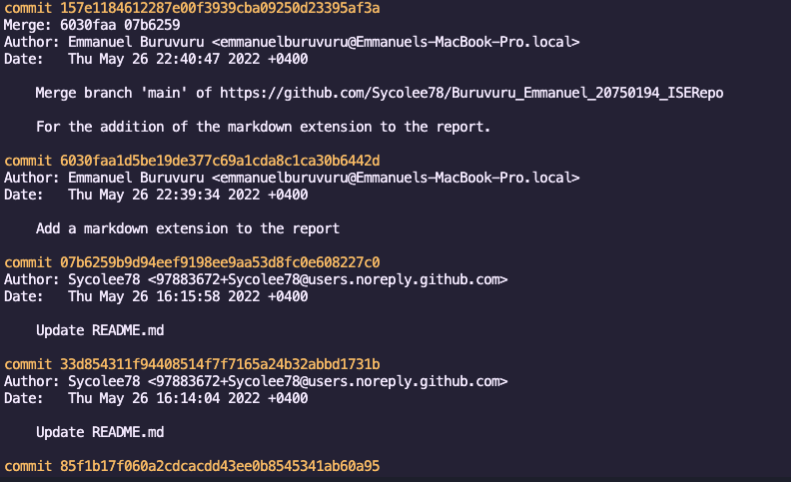 commit 157e1184612287e00f3939cba09250d23395af3a
Merge: 6030faa 07b6259
Author: Emmanuel Buruvuru <emmanuelburuvuru@Emmanuels-MacBook-Pro.local>
Date:   Thu May 26 22:40:47 2022 +0400
Merge branch 'main' of https://github.com/Sycolee78/Buruvuru_Emmanuel_20750194_ISERepo
For the addition of the markdown extension to the report.
commit 6030faa1d5be19de377c69a1cda8c1ca30b6442d
Author: Emmanuel Buruvuru <emmanuelburuvuru@Emmanuels-MacBook-Pro.local>
Date:   Thu May 26 22:39:34 2022 +0400
Add a markdown extension to the report
commit 07b6259b9d94eef9198ee9aa53d8fc0e608227c0
Author: Sycolee78 <97883672+Sycolee78@users.noreply.github.com>
Date:   Thu May 26 16:15:58 2022 +0400
Update README.md
commit 33d854311f94408514f7f7165a24b32abbd1731b
Author: Sycolee78 <97883672+Sycolee78@users.noreply.github.com>
Date:   Thu May 26 16:14:04 2022 +0400
Update README.md
commit 85f1b17f060a2cdcacdd43ee0b8545341ab60a95